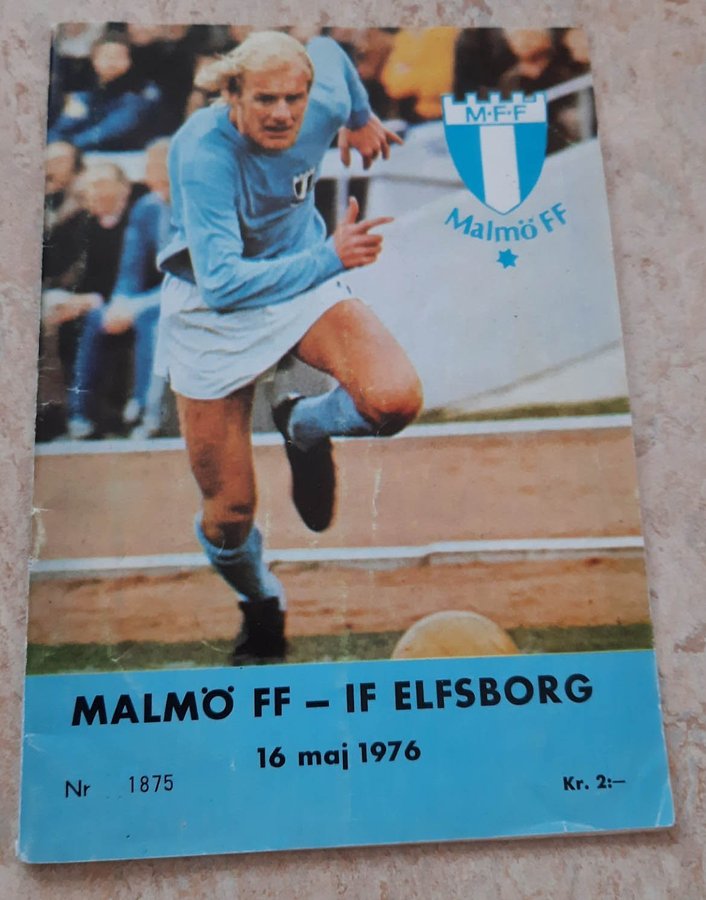 M·F·F
Malmö FF
MALMÖ FF – IF ELFSBORG
16 maj 1976
Nr 1875
Kr. 2:–